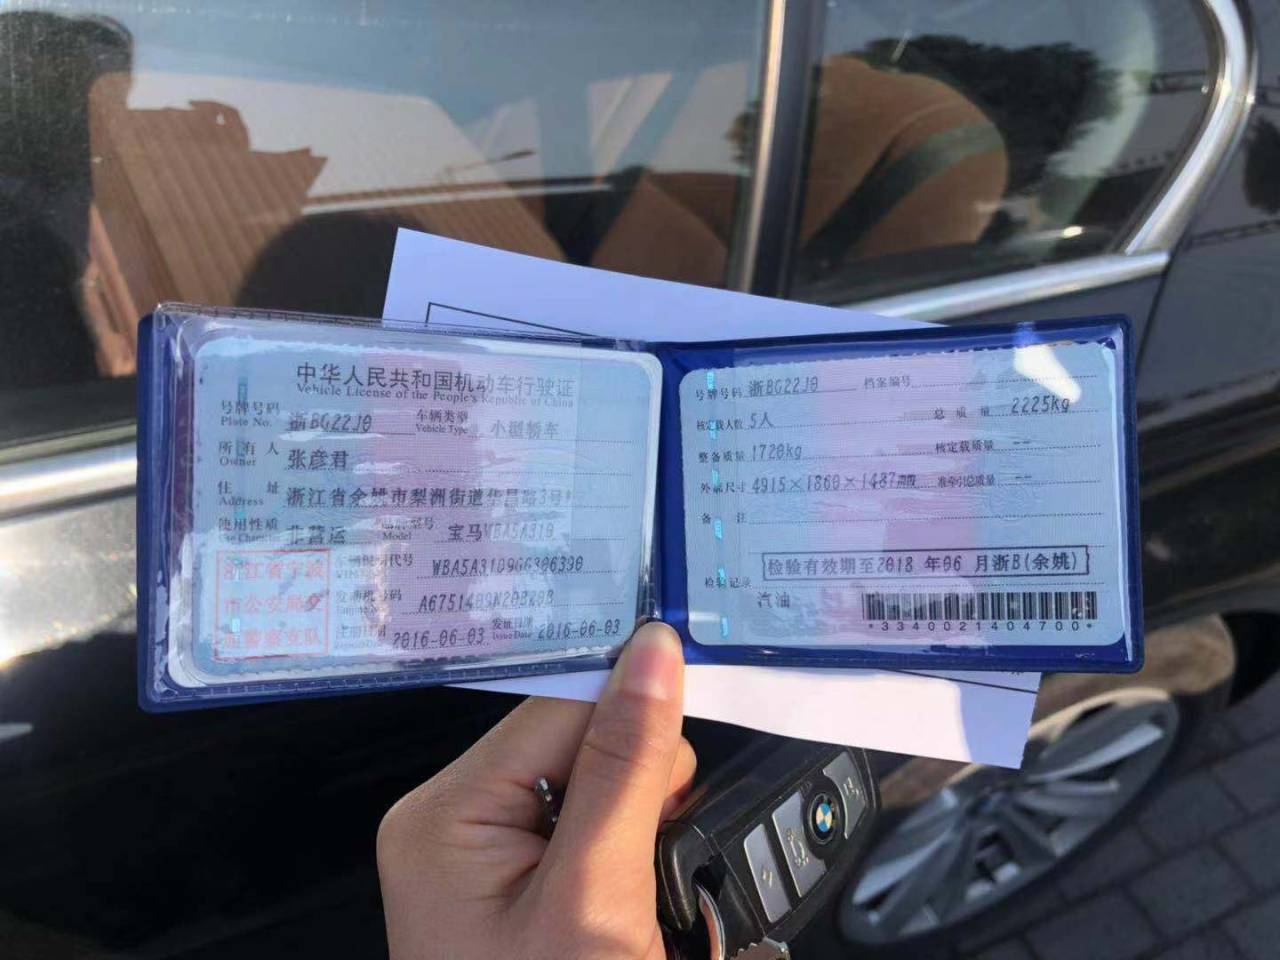 中华人民共和国机动车行驶证
Vehicle License of the People's Republic of China
号牌号码 浙BG22J0 车辆类型 小型轿车
Plate No. Vehicle Type
所有人 张彦君
Owner
住址 浙江省余姚市梨洲街道华昌路3号
Address
使用性质 非营运 品牌型号 宝马WBA5A310
Use Character Model
浙江省宁波
市公安局交
通警察支队
车辆识别代号 WBA5A3109GG306390
VIN
发动机号码
Engine No.
注册日期 2016-06-03 发证日期 2016-06-03
Issue Date
号牌号码 浙BG22J0 档案编号
核定载人数 5人 总质量 2225kg
整备质量 1720kg 核定载质量 --
外廓尺寸 4915×1860×1487mm 准牵引总质量 --
备注
检验记录 检验有效期至2018年06月浙B(余姚)
汽油
*3340021404700*
BMW